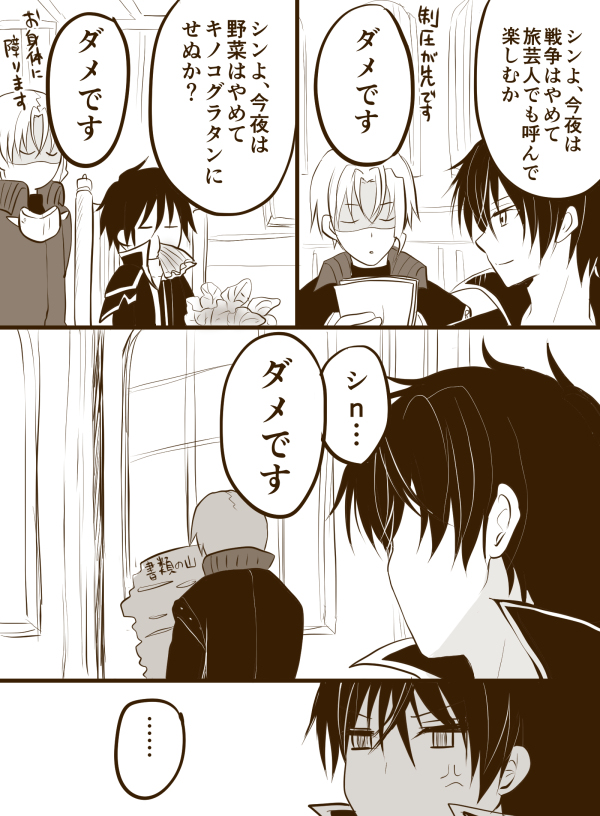 シンよ、今夜は
戦争はやめて
旅芸人でも呼んで
楽しむか
ダメです
制圧が先です
シンよ、今夜は
野菜はやめて
キノコグラタンに
せぬか？
ダメです
お身体に
障ります
シn…
ダメです
書類の山
……